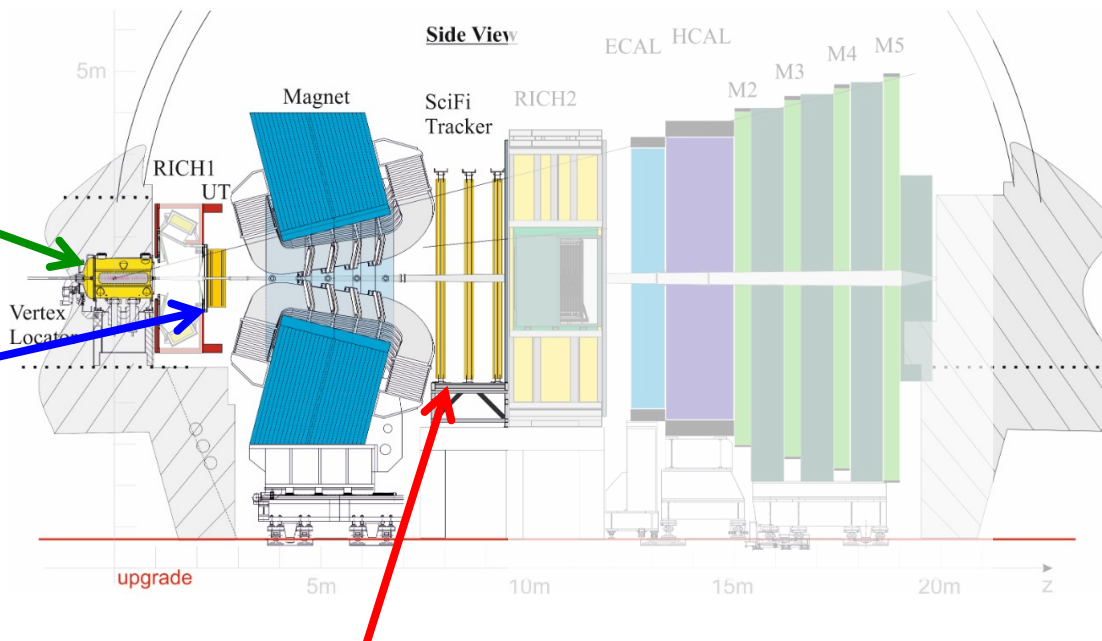 Side View
ECAL
HCAL
M5
M4
M3
M2
5m
Magnet
SciFi
Tracker
RICH2
RICH1
UT
Vertex
Locator
upgrade
5m
10m
15m
20m
z